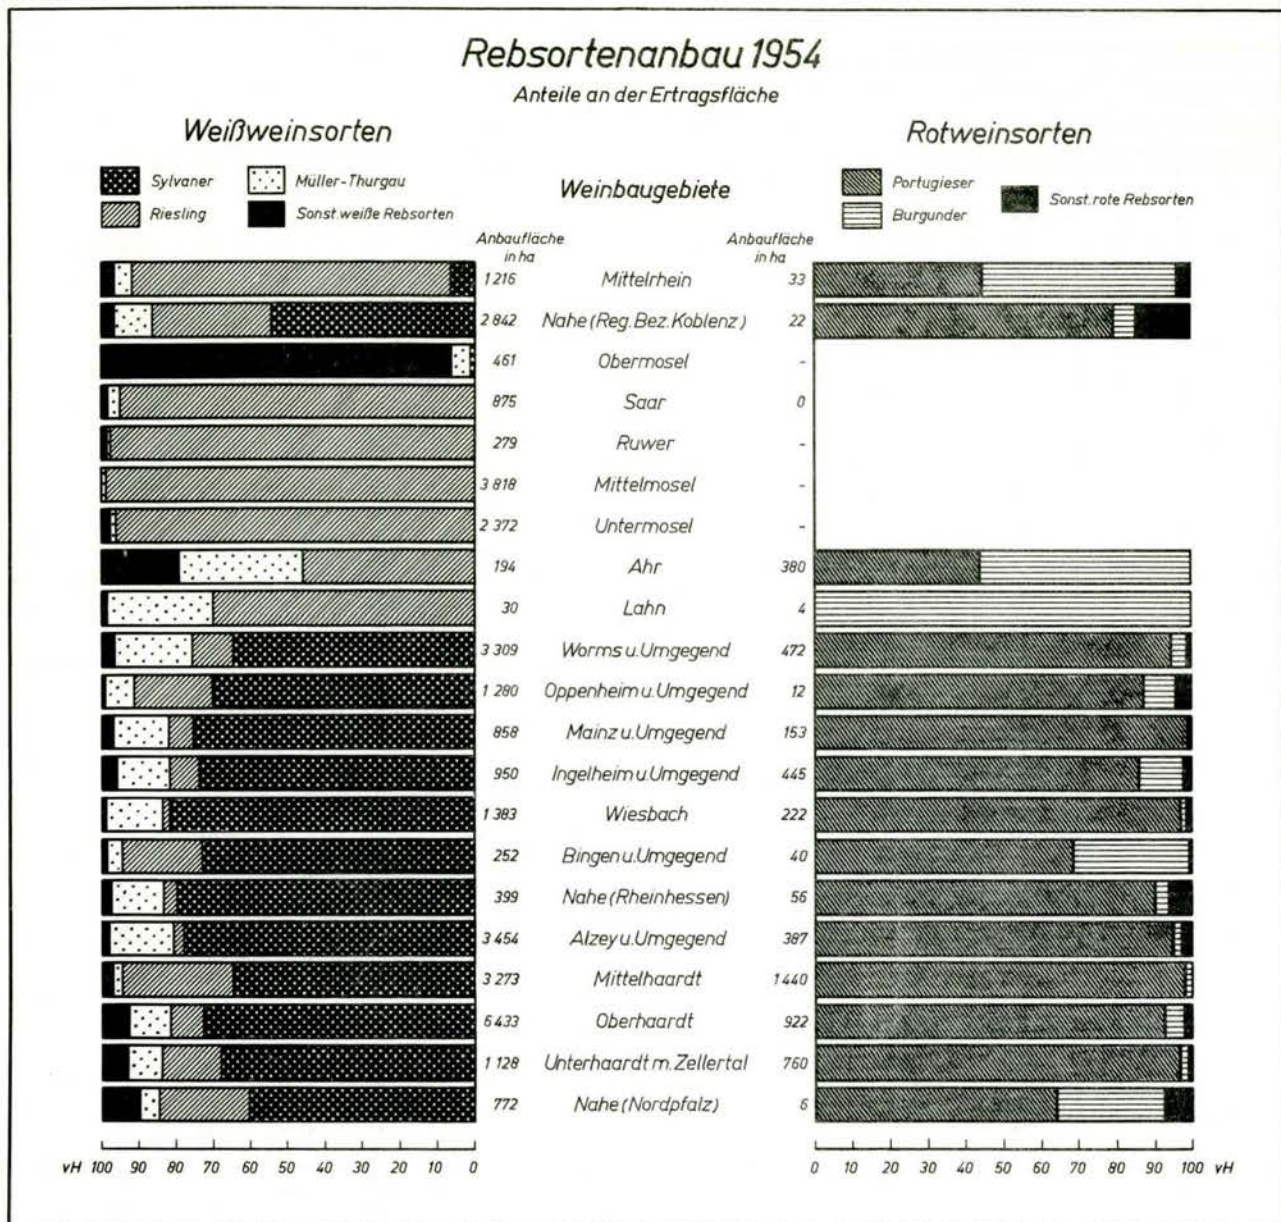 Rebsortenanbau 1954
Anteile an der Ertragsfläche
Weißweinsorten
Rotweinsorten
Sylvaner
Müller-Thurgau
Riesling
Sonst. weiße Rebsorten
Weinbaugebiete
Portugieser
Burgunder
Sonst. rote Rebsorten
Anbaufläche
in ha
Anbaufläche
in ha
1 216 Mittelrhein 33
2 842 Nahe (Reg. Bez. Koblenz) 22
461 Obermosel -
875 Saar 0
279 Ruwer -
3 818 Mittelmosel -
2 372 Untermosel -
194 Ahr 380
30 Lahn 4
3 309 Worms u. Umgegend 472
1 280 Oppenheim u. Umgegend 12
858 Mainz u. Umgegend 153
950 Ingelheim u. Umgegend 445
1 383 Wiesbach 222
252 Bingen u. Umgegend 40
399 Nahe (Rheinhessen) 56
3 454 Alzey u. Umgegend 387
3 273 Mittelhaardt 1 440
6 433 Oberhaardt 922
1 128 Unterhaardt m. Zellertal 760
772 Nahe (Nordpfalz) 6
vH 100 90 80 70 60 50 40 30 20 10 0
0 10 20 30 40 50 60 70 80 90 100 vH